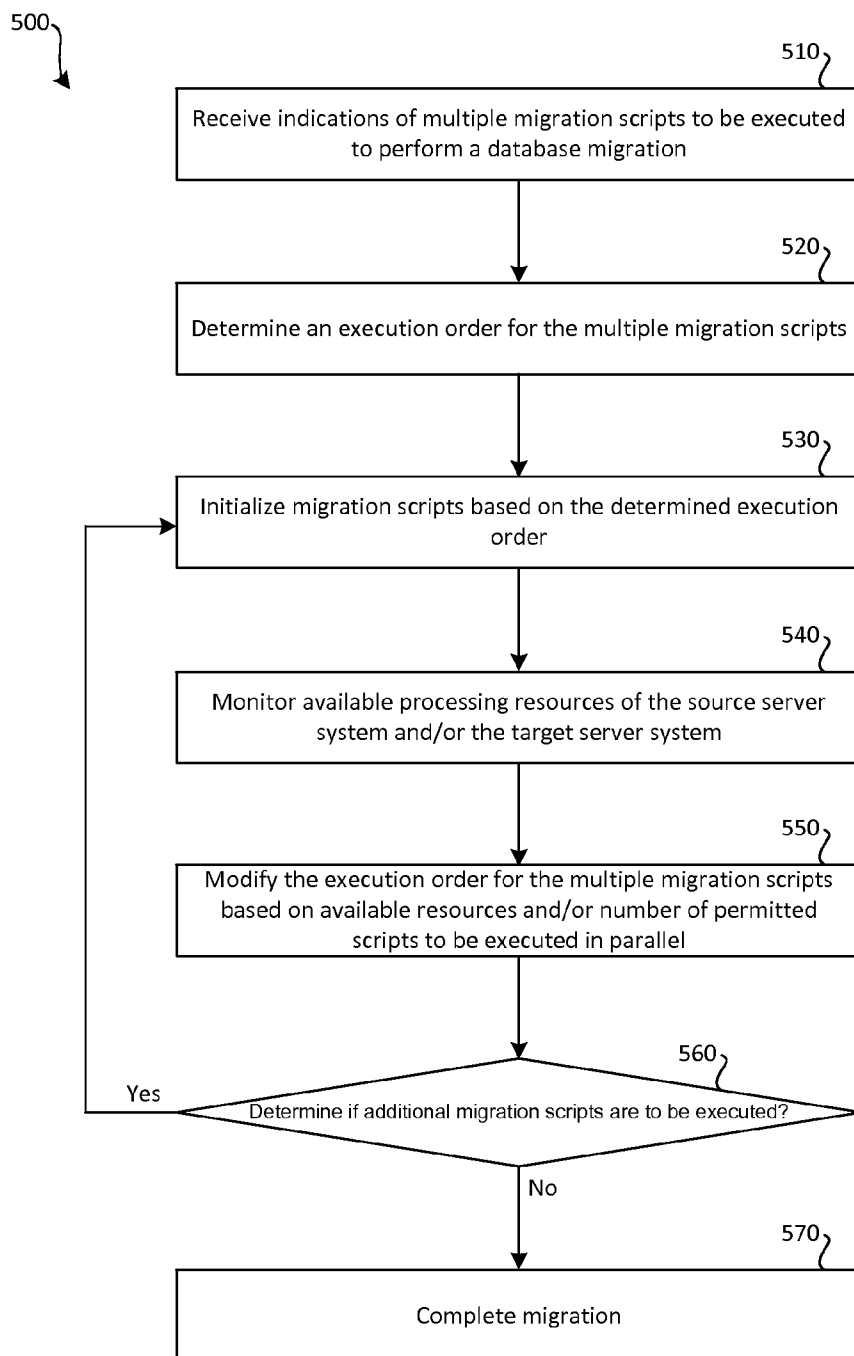 500
510
Receive indications of multiple migration scripts to be executed
to perform a database migration
520
Determine an execution order for the multiple migration scripts
530
Initialize migration scripts based on the determined execution
order
540
Monitor available processing resources of the source server
system and/or the target server system
550
Modify the execution order for the multiple migration scripts
based on available resources and/or number of permitted
scripts to be executed in parallel
560
Yes
Determine if additional migration scripts are to be executed?
No
570
Complete migration